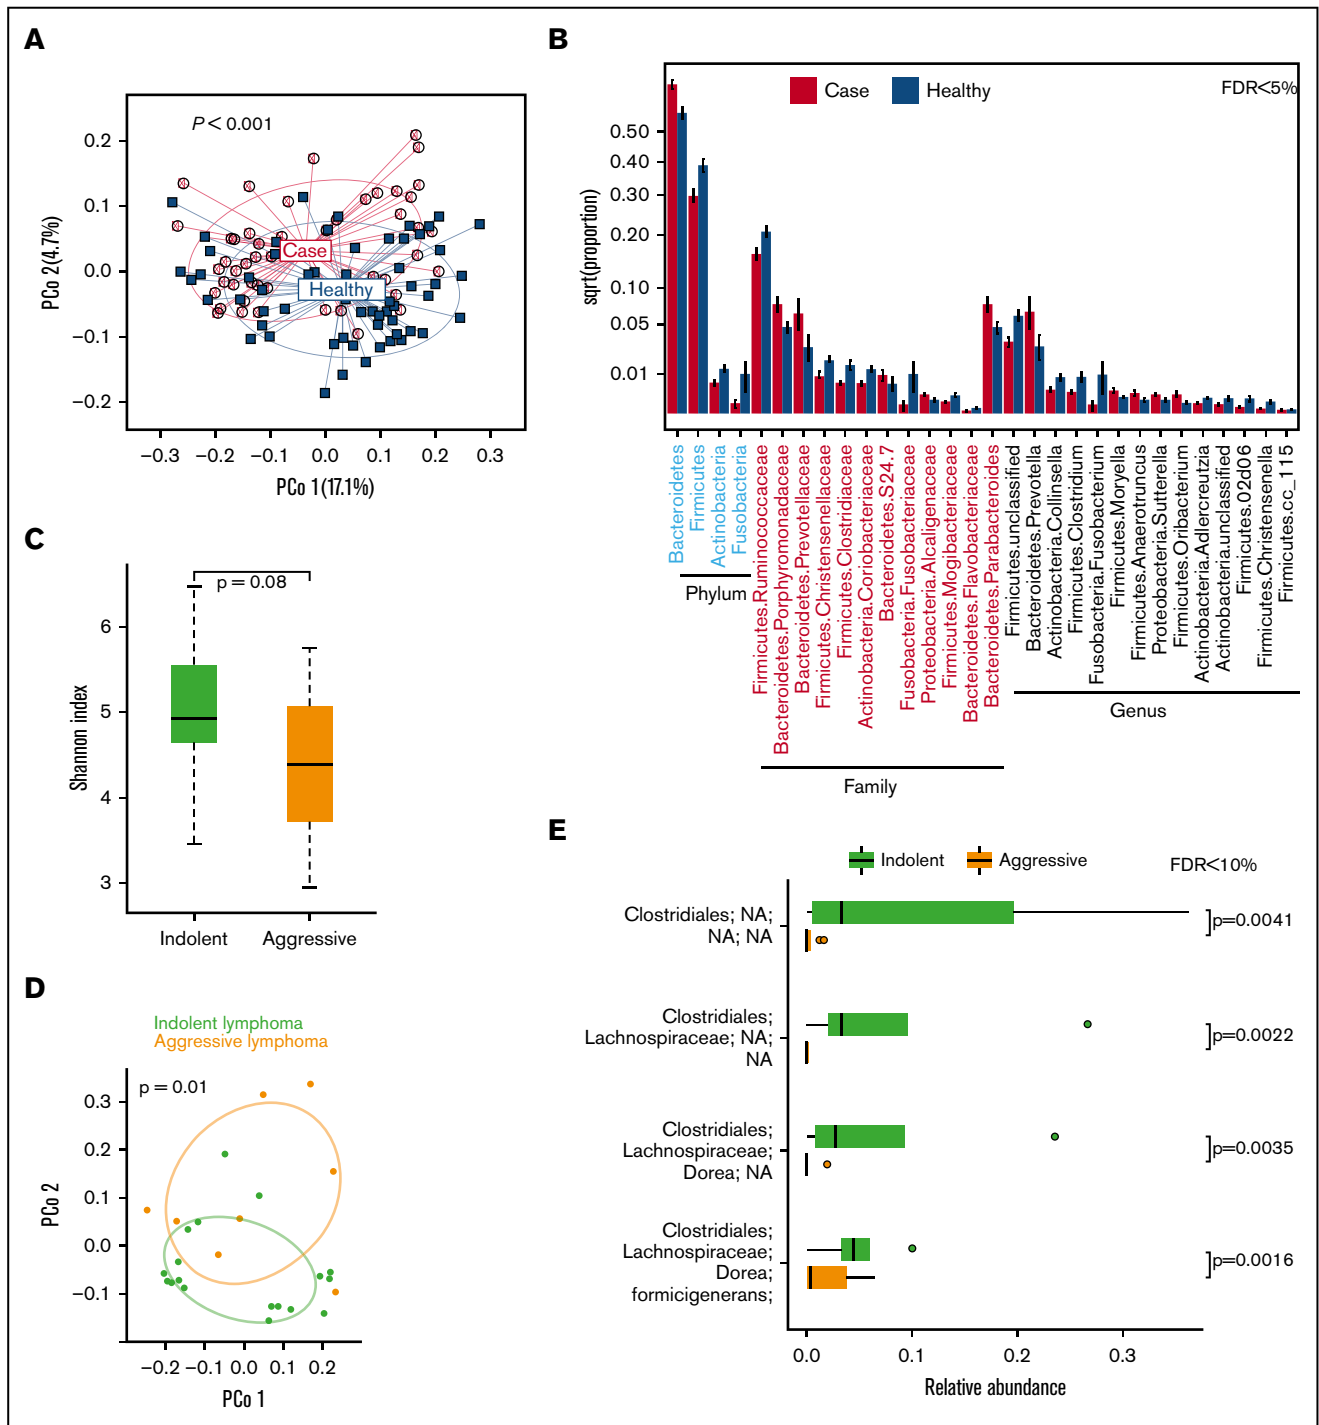 A
P < 0.001
Case
Healthy
0.2
0.1
0.0
−0.1
−0.2
PCo 2(4.7%)
−0.3
−0.2
−0.1
0.0
0.1
0.2
0.3
PCo 1(17.1%)
B
Case
Healthy
FDR<5%
0.50
0.40
0.30
0.20
0.10
0.05
0.01
sqrt(proportion)
Bacteroidetes
Firmicutes
Actinobacteria
Fusobacteria
Firmicutes.Ruminococcaceae
Bacteroidetes.Porphyromonadaceae
Bacteroidetes.Prevotellaceae
Firmicutes.Christensenellaceae
Firmicutes.Clostridiaceae
Actinobacteria.Coriobacteriaceae
Bacteroidetes.S24.7
Fusobacteria.Fusobacteriaceae
Proteobacteria.Alcaligenaceae
Firmicutes.Mogibacteriaceae
Bacteroidetes.Flavobacteriaceae
Bacteroidetes.Parabacteroides
Firmicutes.unclassified
Bacteroidetes.Prevotella
Actinobacteria.Collinsella
Firmicutes.Clostridium
Fusobacteria.Fusobacterium
Firmicutes.Moryella
Firmicutes.Anaerotruncus
Proteobacteria.Sutterella
Firmicutes.Oribacterium
Actinobacteria.Adlercreutzia
Actinobacteria.unclassified
Firmicutes.02d06
Firmicutes.Christensenella
Firmicutes.cc_115
Phylum
Family
Genus
C
p = 0.08
6
5
4
3
Shannon index
Indolent
Aggressive
D
Indolent lymphoma
Aggressive lymphoma
p = 0.01
0.3
0.2
0.1
0.0
−0.1
PCo 2
−0.2
−0.1
0.0
0.1
0.2
PCo 1
E
Indolent
Aggressive
FDR<10%
Clostridiales; NA;
NA; NA
p=0.0041
Clostridiales;
Lachnospiraceae; NA;
NA
p=0.0022
Clostridiales;
Lachnospiraceae;
Dorea; NA
p=0.0035
Clostridiales;
Lachnospiraceae;
Dorea;
formicigenerans;
p=0.0016
0.0
0.1
0.2
0.3
Relative abundance